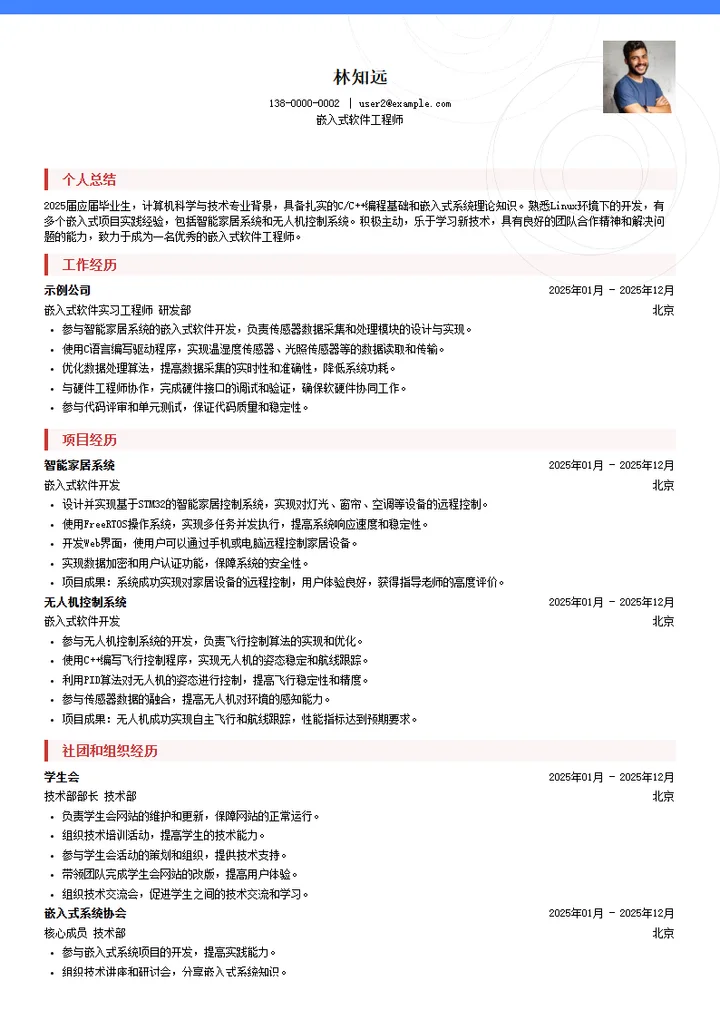 林知远
138-0000-0002 | user2@example.com
嵌入式软件工程师
个人总结
2025届应届毕业生，计算机科学与技术专业背景，具备扎实的C/C++编程基础和嵌入式系统理论知识。熟悉Linux环境下的开发，有
多个嵌入式项目实践经验，包括智能家居系统和无人机控制系统。积极主动，乐于学习新技术，具有良好的团队合作精神和解决问
题的能力，致力于成为一名优秀的嵌入式软件工程师。
工作经历
示创公司 2025年01月 - 2025年12月
嵌入式软件实习工程师 研发部 北京
• 参与智能家居系统的嵌入式软件开发，负责传感器数据采集和处理模块的设计与实现。
• 使用C语言编写驱动程序，实现温湿度传感器、光照传感器等的数据读取和传输。
• 优化数据处理算法，提高数据采集的实时性和准确性，降低系统功耗。
• 与硬件工程师协作，完成硬件接口的调试和验证，确保软硬件协同工作。
• 参与代码评审和单元测试，保证代码质量和稳定性。
项目经历
智能家居系统 2025年01月 - 2025年12月
嵌入式软件开发 北京
• 设计并实现基于STM32的智能家居控制系统，实现对灯光、窗帘、空调等设备的远程控制。
• 使用FreeRTOS操作系统，实现多任务并发执行，提高系统响应速度和稳定性。
• 开发Web界面，使用户可以通过手机或电脑远程控制家居设备。
• 实现数据加密和用户认证功能，保障系统的安全性。
• 项目成果：系统成功实现对家居设备的远程控制，用户体验良好，获得指导老师的高度评价。
无人机控制系统 2025年01月 - 2025年12月
嵌入式软件开发 北京
• 参与无人机控制系统的开发，负责飞行控制算法的实现和优化。
• 使用C++编写飞行控制程序，实现无人机的姿态稳定和航线跟踪。
• 利用PID算法对无人机的姿态进行控制，提高飞行稳定性和精度。
• 参与传感器数据的融合，提高无人机对环境的感知能力。
• 项目成果：无人机成功实现自主飞行和航线跟踪，性能指标达到预期要求。
社团和组织经历
学生会 2025年01月 - 2025年12月
技术部部长 技术部 北京
• 负责学生会网站的维护和更新，保障网站的正常运行。
• 组织技术培训活动，提高学生的技术能力。
• 参与学生会活动的策划和组织，提供技术支持。
• 带领团队完成学生会网站的改版，提高用户体验。
• 组织技术交流会，促进学生之间的技术交流和学习。
嵌入式系统协会 2025年01月 - 2025年12月
核心成员 技术部 北京
• 参与嵌入式系统项目的开发，提高实践能力。
• 组织技术讲座和研讨会，分享嵌入式系统知识。